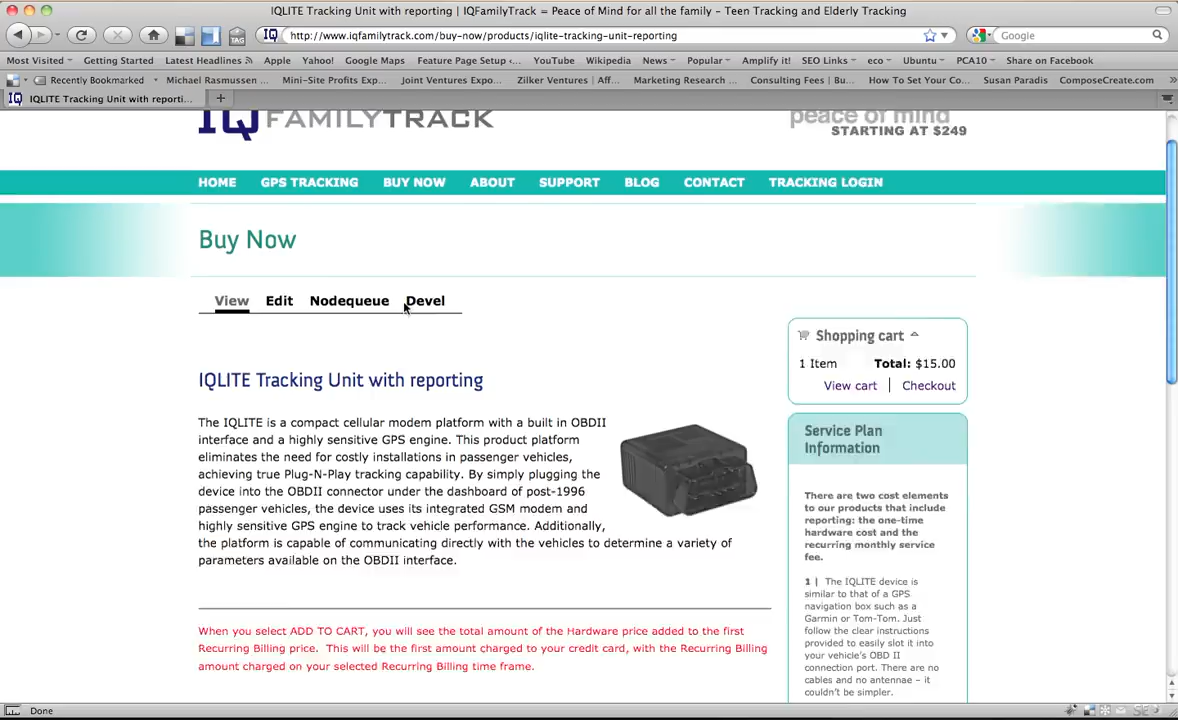 IQLITE Tracking Unit with reporting | IQFamilyTrack = Peace of Mind for all the family - Teen Tracking and Elderly Tracking
http://www.iqfamilytrack.com/buy-now/products/iqlite-tracking-unit-reporting
Google
Most Visited Getting Started Latest Headlines Apple Yahoo! Google Maps Feature Page Setup -... YouTube Wikipedia News Popular Amplify it! SEO Links eco Ubuntu PCA10 Share on Facebook
Recently Bookmarked Michael Rasmussen ... Mini-Site Profits Exp... Joint Ventures Expo... Zilker Ventures | Aff... Marketing Research ... Consulting Fees | Bu... How To Set Your Co... Susan Paradis ComposeCreate.com
IQ IQLITE Tracking Unit with reporti...
IQ FAMILYTRACK
peace of mind
STARTING AT $249
HOME GPS TRACKING BUY NOW ABOUT SUPPORT BLOG CONTACT TRACKING LOGIN
Buy Now
View Edit Nodequeue Devel
IQLITE Tracking Unit with reporting
The IQLITE is a compact cellular modem platform with a built in OBDII
interface and a highly sensitive GPS engine. This product platform
eliminates the need for costly installations in passenger vehicles,
achieving true Plug-N-Play tracking capability. By simply plugging the
device into the OBDII connector under the dashboard of post-1996
passenger vehicles, the device uses its integrated GSM modem and
highly sensitive GPS engine to track vehicle performance. Additionally,
the platform is capable of communicating directly with the vehicles to determine a variety of
parameters available on the OBDII interface.
When you select ADD TO CART, you will see the total amount of the Hardware price added to the first
Recurring Billing price. This will be the first amount charged to your credit card, with the Recurring Billing
amount charged on your selected Recurring Billing time frame.
Shopping cart
1 Item Total: $15.00
View cart | Checkout
Service Plan
Information
There are two cost elements
to our products that include
reporting: the one-time
hardware cost and the
recurring monthly service
fee.
1 | The IQLITE device is
similar to that of a GPS
navigation box such as a
Garmin or Tom-Tom. Just
follow the clear instructions
provided to easily slot it into
your vehicle's OBD II
connection port. There are no
cables and no antennae – it
couldn't be simpler.
Done